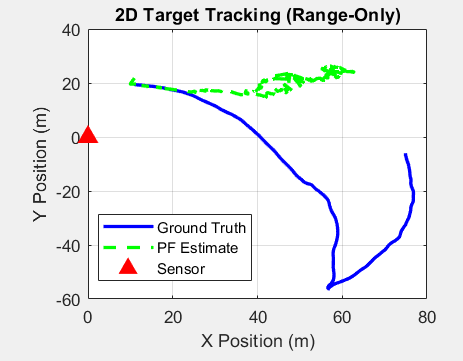 2D Target Tracking (Range-Only)
40
20
0
-20
-40
-60
Y Position (m)
Ground Truth
PF Estimate
Sensor
0 20 40 60 80
X Position (m)